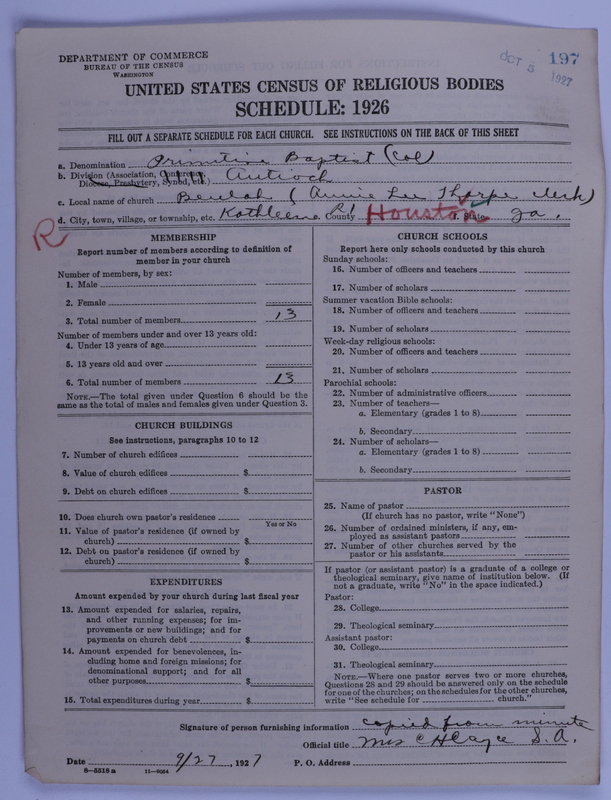 DEPARTMENT OF COMMERCE
BUREAU OF THE CENSUS
WASHINGTON
OCT 5 1927
197
UNITED STATES CENSUS OF RELIGIOUS BODIES
SCHEDULE: 1926
FILL OUT A SEPARATE SCHEDULE FOR EACH CHURCH. SEE INSTRUCTIONS ON THE BACK OF THIS SHEET
a. Denomination Primitive Baptist (Col)
b. Division (Association, Conference, Antioch
Diocese, Presbytery, Synod, etc.)
c. Local name of church Beulah (Annie Lee Thorpe clerk)
d. City, town, village, or township, etc. Kathleen County Houston State Ga.
R
MEMBERSHIP
Report number of members according to definition of
member in your church
Number of members, by sex:
1. Male
2. Female
3. Total number of members 13
Number of members under and over 13 years old:
4. Under 13 years of age
5. 13 years old and over
6. Total number of members 13
NOTE.—The total given under Question 6 should be
same as the total of males and females given under Question 3.
CHURCH BUILDINGS
See instructions, paragraphs 10 to 12
7. Number of church edifices
8. Value of church edifices $
9. Debt on church edifices $
10. Does church own pastor's residence
Yes or No
11. Value of pastor's residence (if owned by
church) $
12. Debt on pastor's residence (if owned by
church) $
EXPENDITURES
Amount expended by your church during last fiscal year
13. Amount expended for salaries, repairs,
and other running expenses; for im-
provements or new buildings; and for
payments on church debt $
14. Amount expended for benevolences, in-
cluding home and foreign missions; for
denominational support; and for all
other purposes $
15. Total expenditures during year $
CHURCH SCHOOLS
Report here only schools conducted by this church
Sunday schools:
16. Number of officers and teachers
17. Number of scholars
Summer vacation Bible schools:
18. Number of officers and teachers
19. Number of scholars
Week-day religious schools:
20. Number of officers and teachers
21. Number of scholars
Parochial schools:
22. Number of administrative officers
23. Number of teachers—
a. Elementary (grades 1 to 8)
b. Secondary
24. Number of scholars—
a. Elementary (grades 1 to 8)
b. Secondary
PASTOR
25. Name of pastor
(If church has no pastor, write "None")
26. Number of ordained ministers, if any, em-
ployed as assistant pastors
27. Number of other churches served by the
pastor or his assistants
If pastor (or assistant pastor) is a graduate of a college or
theological seminary, give name of institution below. (If
not a graduate, write "No" in the space indicated.)
Pastor:
28. College
29. Theological seminary
Assistant pastor:
30. College
31. Theological seminary
NOTE.—Where one pastor serves two or more churches,
Questions 28 and 29 should be answered only on the schedule
for one of the churches; on the schedules for the other churches,
write "See schedule for church."
Signature of person furnishing information copied from minute
Official title Mrs C H Cayce S. A.
Date 9/27, 1927 P. O. Address
8—5518a 11—9054